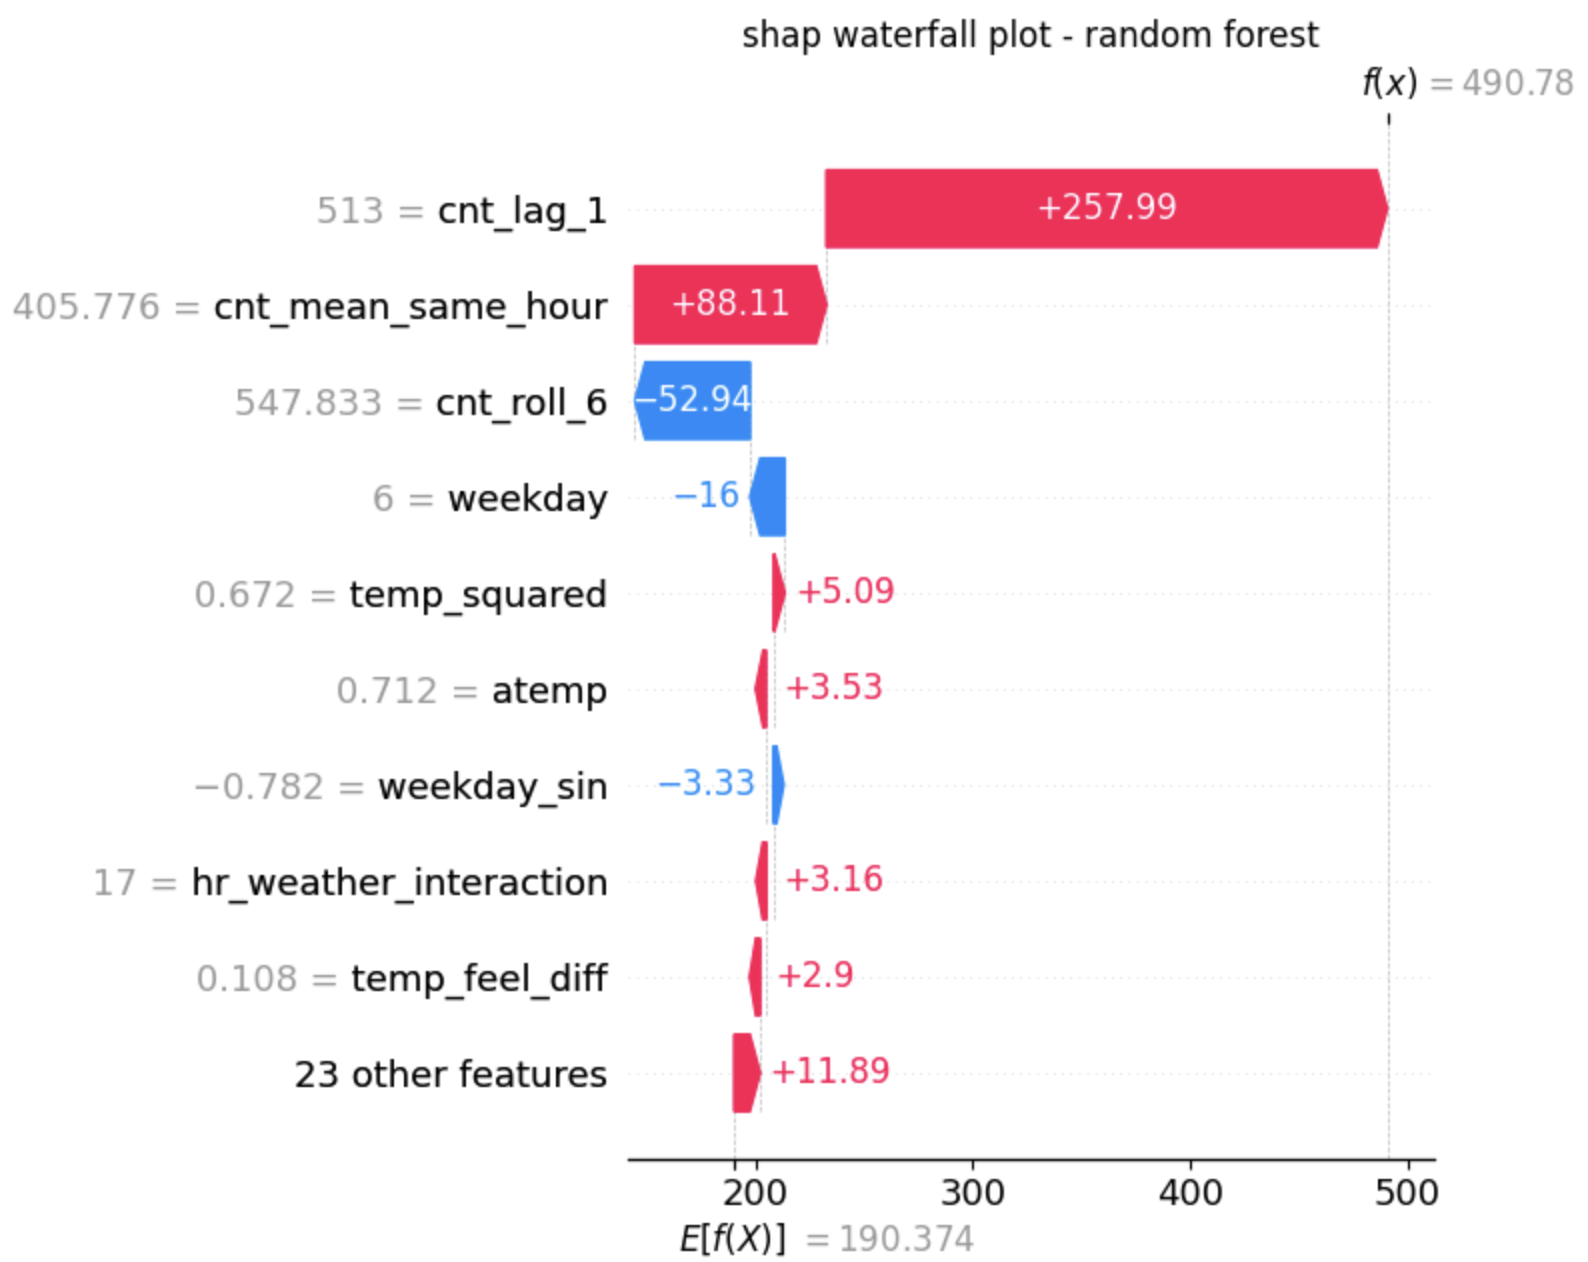 shap waterfall plot - random forest
f(x) = 490.78
513 = cnt_lag_1
+257.99
405.776 = cnt_mean_same_hour
+88.11
547.833 = cnt_roll_6
−52.94
6 = weekday
−16
0.672 = temp_squared
+5.09
0.712 = atemp
+3.53
−0.782 = weekday_sin
−3.33
17 = hr_weather_interaction
+3.16
0.108 = temp_feel_diff
+2.9
23 other features
+11.89
200 300 400 500
E[f(X)] = 190.374